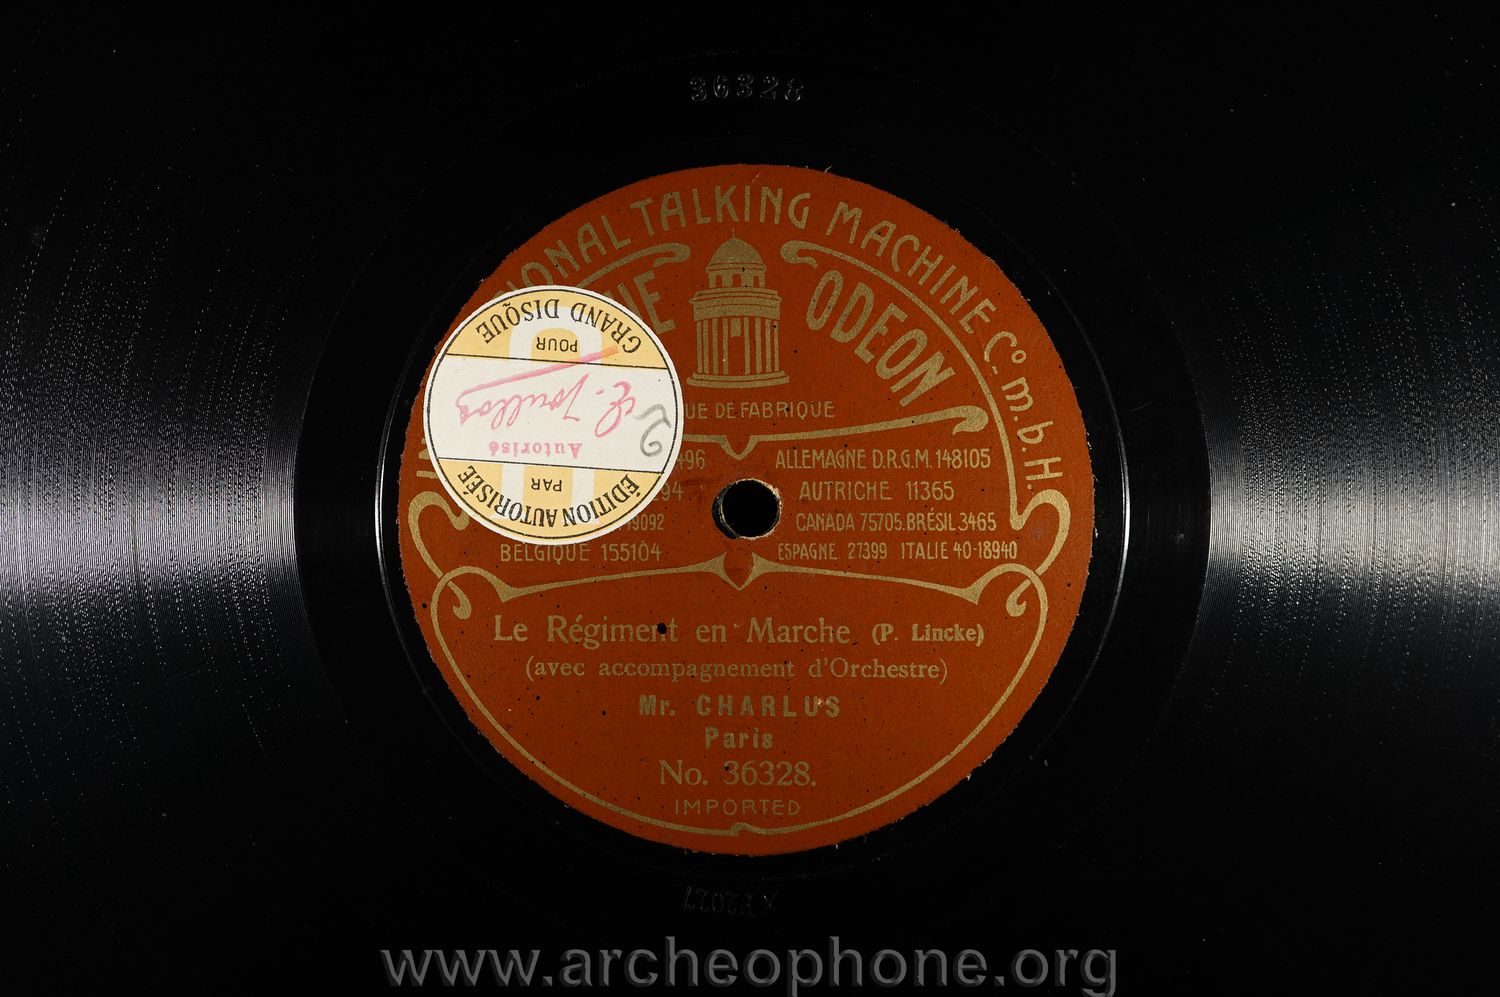 36328
TALKING MACHINE Co. m.b.H.
ODEON
DE FABRIQUE
ALLEMAGNE D.R.G.M. 148105
AUTRICHE 11365
CANADA 75705. BRÉSIL 3465
BELGIQUE 155104
ESPAGNE 27399 ITALIE 40-18940
Le Régiment en Marche (P. Lincke)
(avec accompagnement d'Orchestre)
Mr. CHARLUS
Paris
No. 36328.
IMPORTED
ÉDITION AUTORISÉE
PAR
Autorisé
POUR
GRAND DISQUE
www.archeophone.org